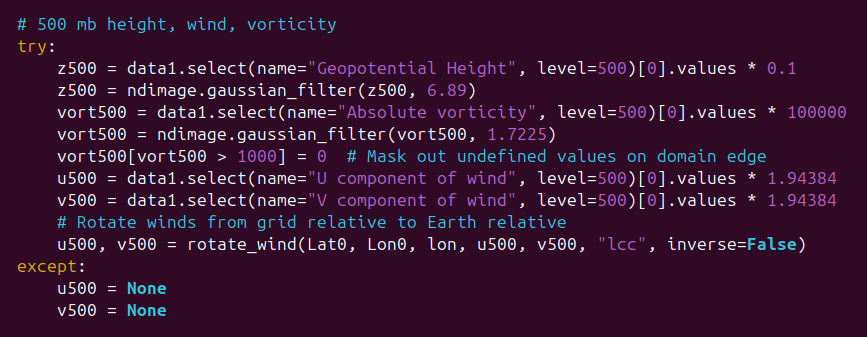 # 500 mb height, wind, vorticity
try:
    z500 = data1.select(name="Geopotential Height", level=500)[0].values * 0.1
    z500 = ndimage.gaussian_filter(z500, 6.89)
    vort500 = data1.select(name="Absolute vorticity", level=500)[0].values * 100000
    vort500 = ndimage.gaussian_filter(vort500, 1.7225)
    vort500[vort500 > 1000] = 0  # Mask out undefined values on domain edge
    u500 = data1.select(name="U component of wind", level=500)[0].values * 1.94384
    v500 = data1.select(name="V component of wind", level=500)[0].values * 1.94384
    # Rotate winds from grid relative to Earth relative
    u500, v500 = rotate_wind(Lat0, Lon0, lon, u500, v500, "lcc", inverse=False)
except:
    u500 = None
    v500 = None